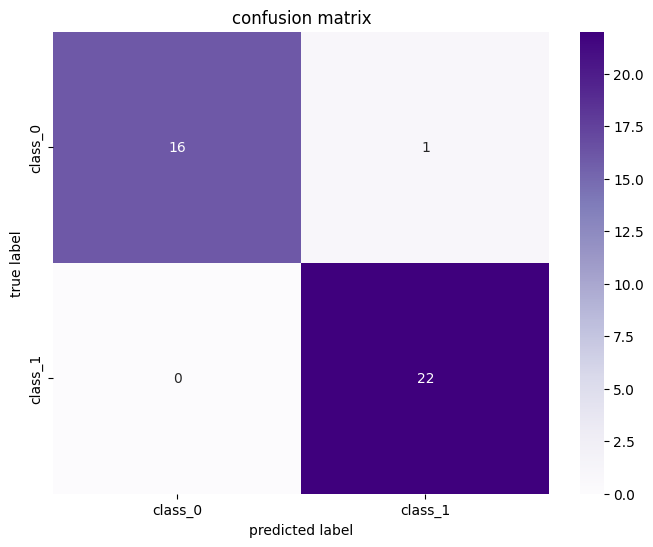 confusion matrix
class_0
16
1
class_1
0
22
true label
class_0
class_1
predicted label
20.0
17.5
15.0
12.5
10.0
7.5
5.0
2.5
0.0